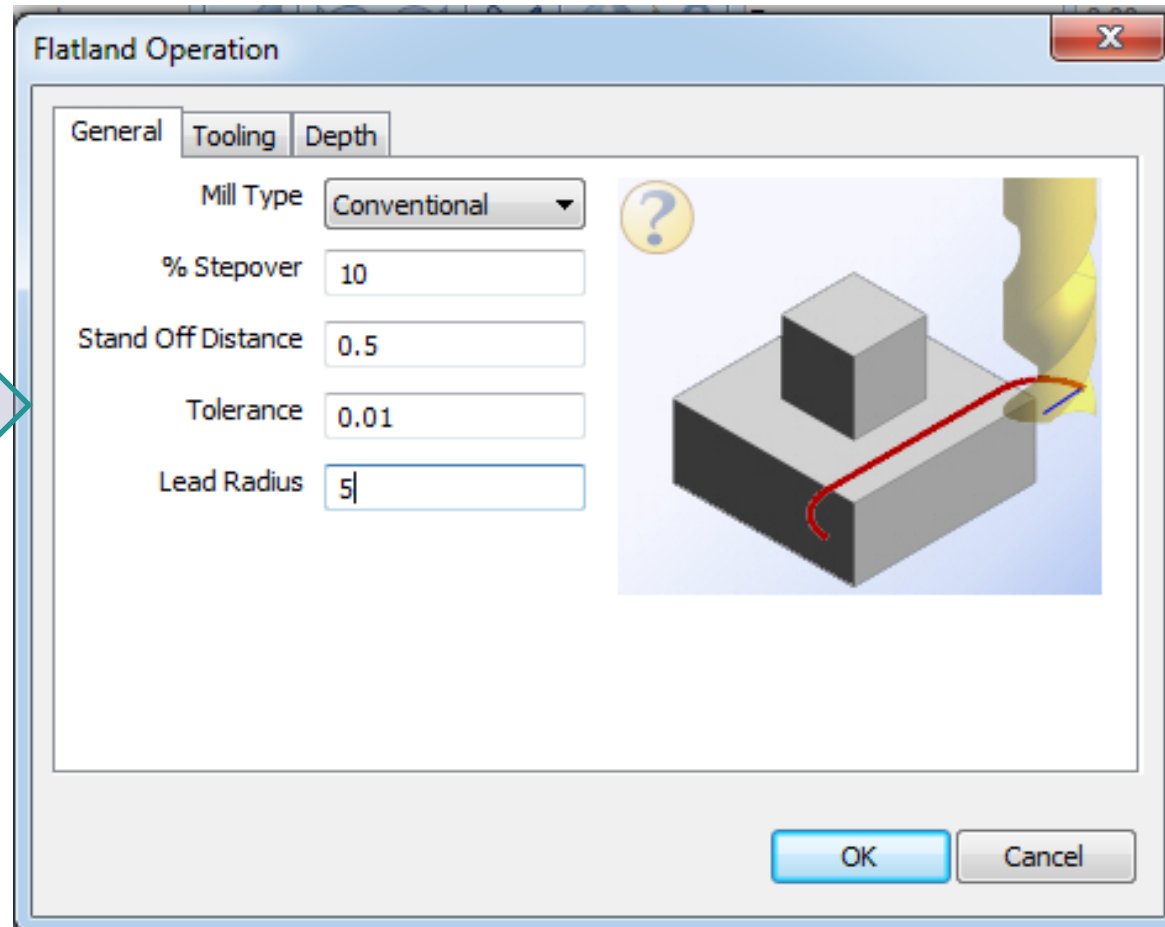 Flatland Operation
General Tooling Depth
Mill Type Conventional
% Stepover 10
Stand Off Distance 0.5
Tolerance 0.01
Lead Radius 5
?
OK Cancel